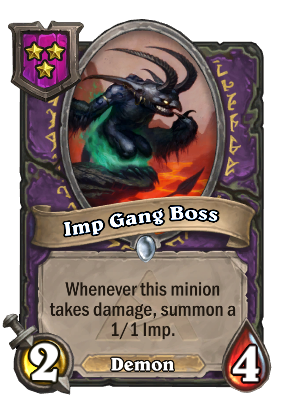 Imp Gang Boss
Whenever this minion
takes damage, summon a
1/1 Imp.
2
Demon
4